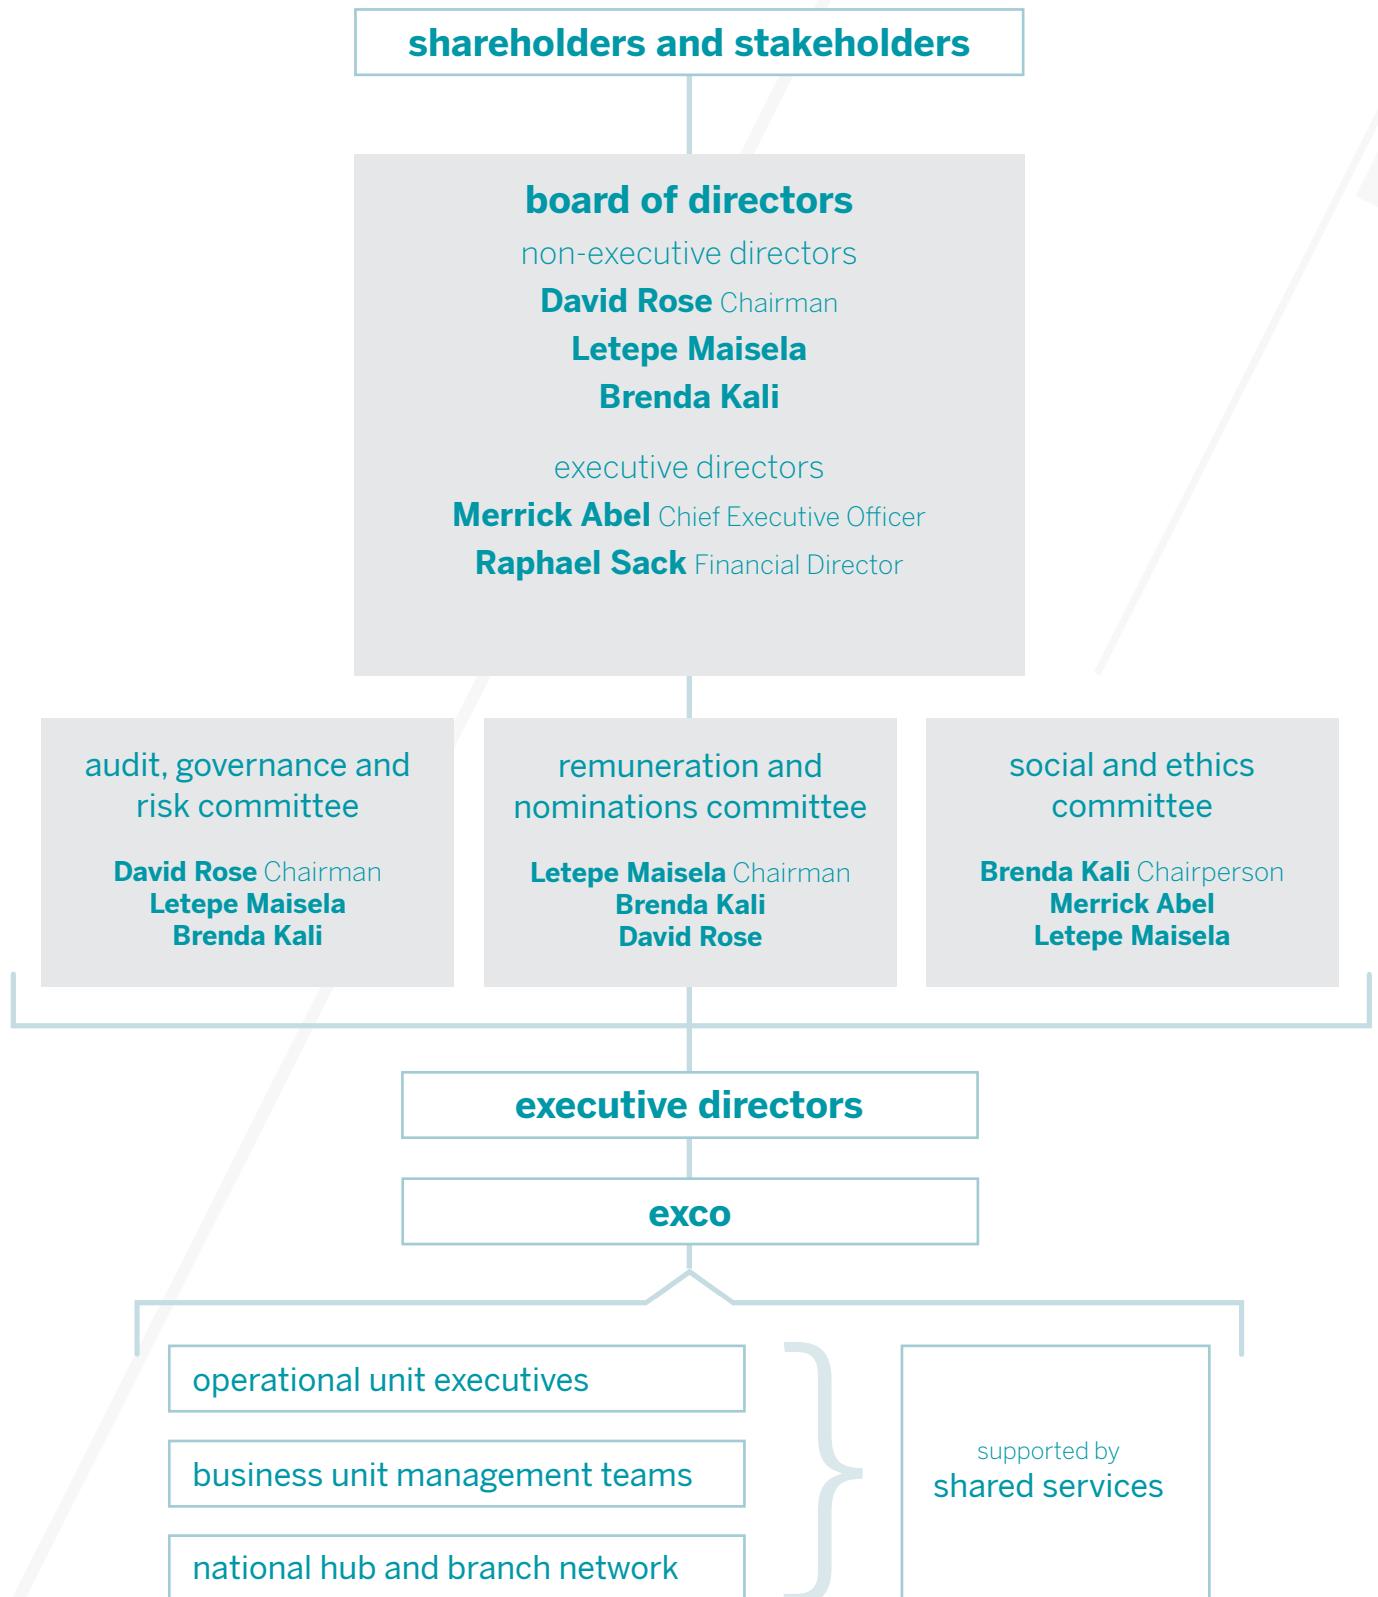 shareholders and stakeholders
board of directors
non-executive directors
David Rose Chairman
Letepe Maisela
Brenda Kali
executive directors
Merrick Abel Chief Executive Officer
Raphael Sack Financial Director
audit, governance and
risk committee
David Rose Chairman
Letepe Maisela
Brenda Kali
remuneration and
nominations committee
Letepe Maisela Chairman
Brenda Kali
David Rose
social and ethics
committee
Brenda Kali Chairperson
Merrick Abel
Letepe Maisela
executive directors
exco
operational unit executives
business unit management teams
national hub and branch network
supported by
shared services